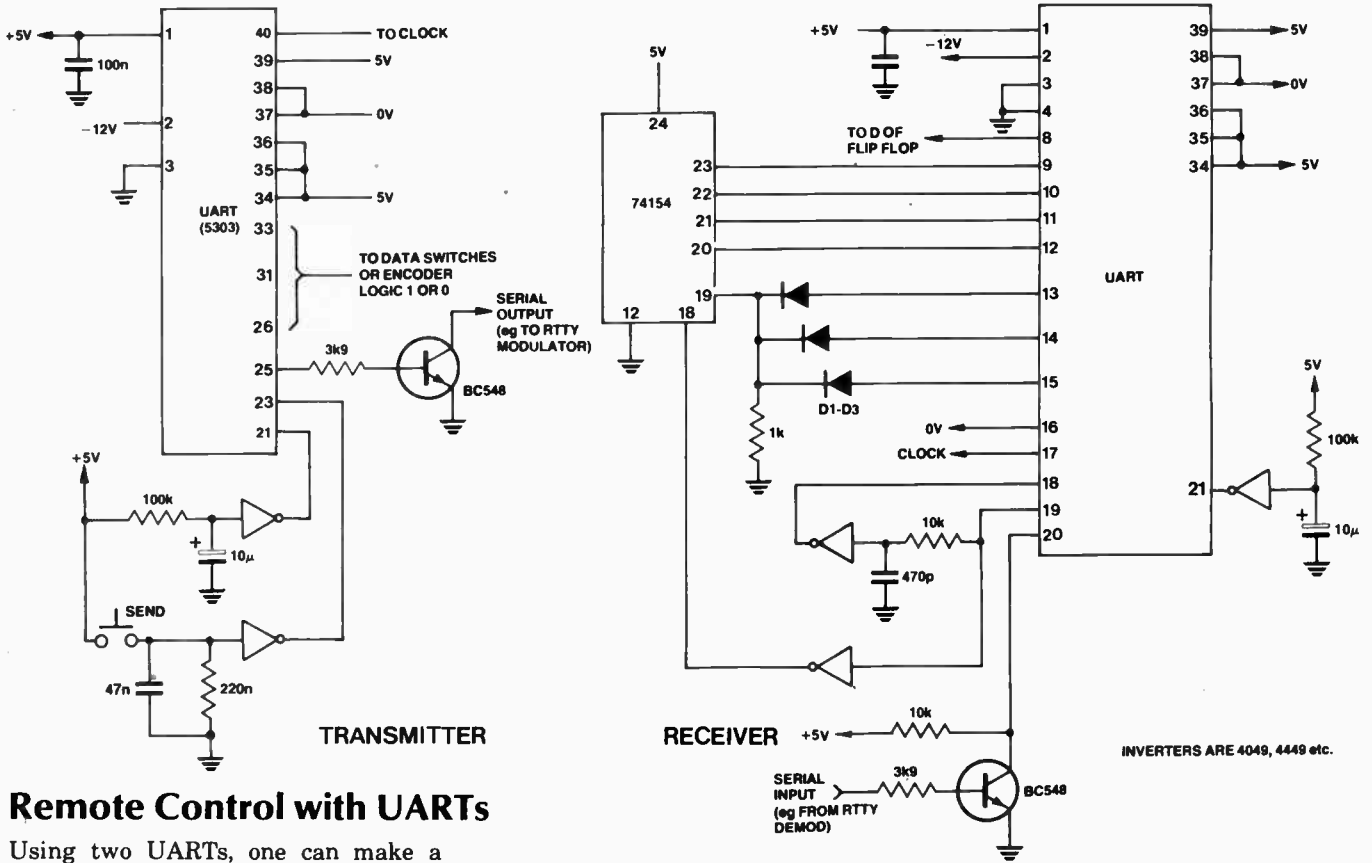 +5V
1
100n
-12V
2
3
UART
(5303)
40
TO CLOCK
39
5V
38
37
0V
36
35
34
5V
33
31
26
TO DATA SWITCHES
OR ENCODER
LOGIC 1 OR 0
25
3k9
SERIAL
OUTPUT
(eg TO RTTY
MODULATOR)
BC548
23
21
+5V
100k
+
10µ
SEND
47n
220n
TRANSMITTER
5V
24
74154
23
22
21
20
19
12
18
+5V
-12V
TO D OF
FLIP FLOP
1
2
3
4
8
9
10
11
12
13
14
15
16
17
18
19
20
UART
39
5V
38
37
0V
36
35
34
5V
D1-D3
1k
0V
CLOCK
10k
470p
21
5V
100k
+
10µ
RECEIVER
+5V
10k
SERIAL
INPUT
(eg FROM RTTY
DEMOD)
3k9
BC548
INVERTERS ARE 4049, 4449 etc.
Remote Control with UARTs
Using two UARTs, one can make a